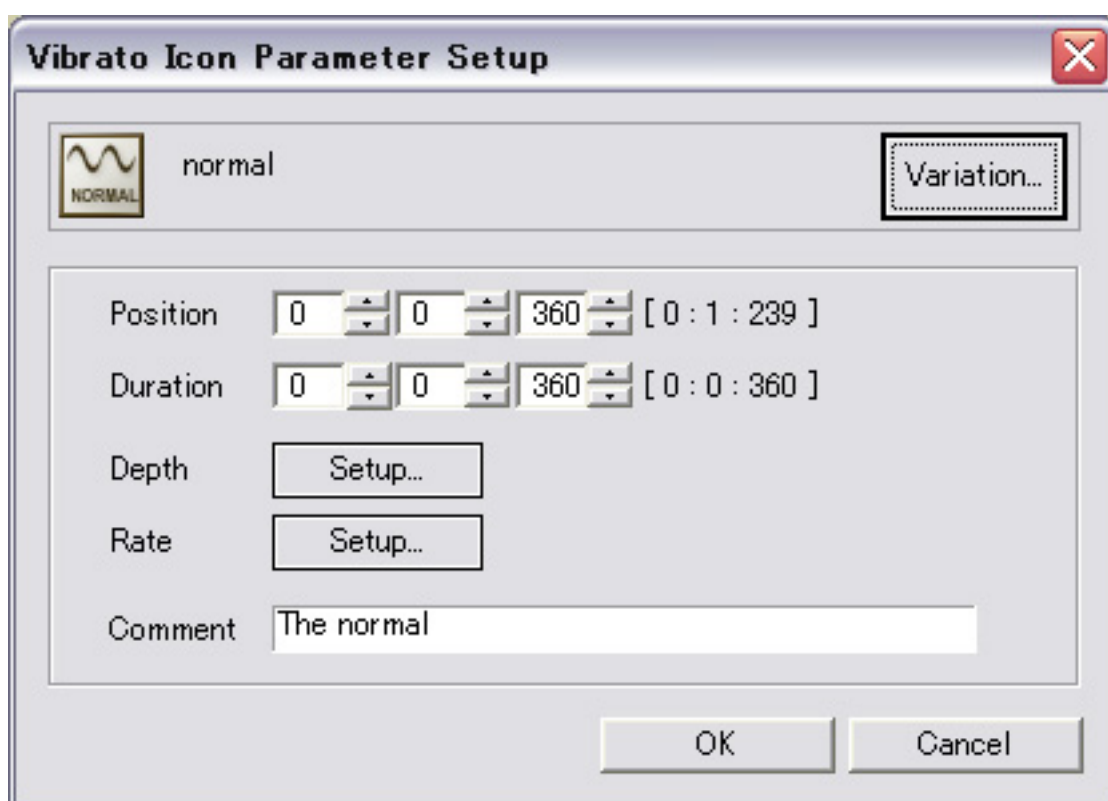 Vibrato Icon Parameter Setup
NORMAL
normal
Variation...
Position 0 0 360 [ 0 : 1 : 239 ]
Duration 0 0 360 [ 0 : 0 : 360 ]
Depth Setup...
Rate Setup...
Comment The normal
OK Cancel